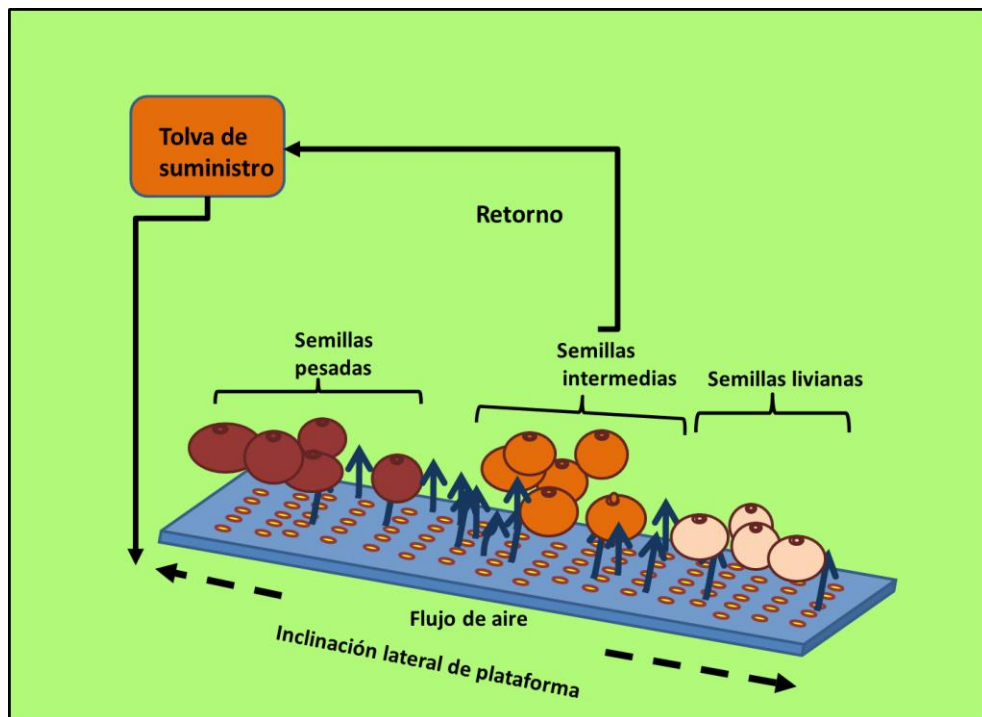 Tolva de
suministro
Retorno
Semillas
pesadas
Semillas
intermedias
Semillas livianas
Flujo de aire
Inclinación lateral de plataforma